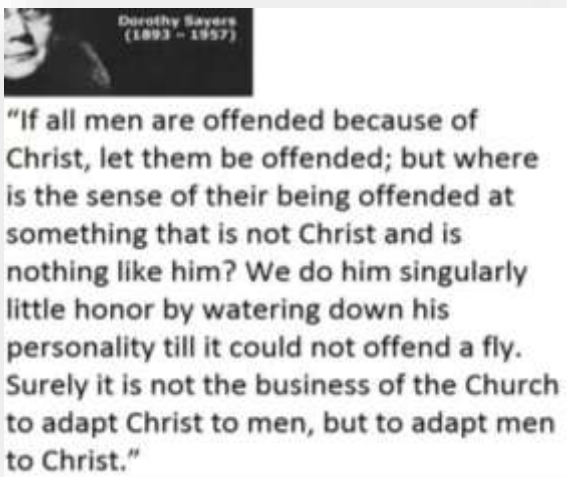 Dorothy Sayers
(1893 - 1957)
"If all men are offended because of
Christ, let them be offended; but where
is the sense of their being offended at
something that is not Christ and is
nothing like him? We do him singularly
little honor by watering down his
personality till it could not offend a fly.
Surely it is not the business of the Church
to adapt Christ to men, but to adapt men
to Christ."